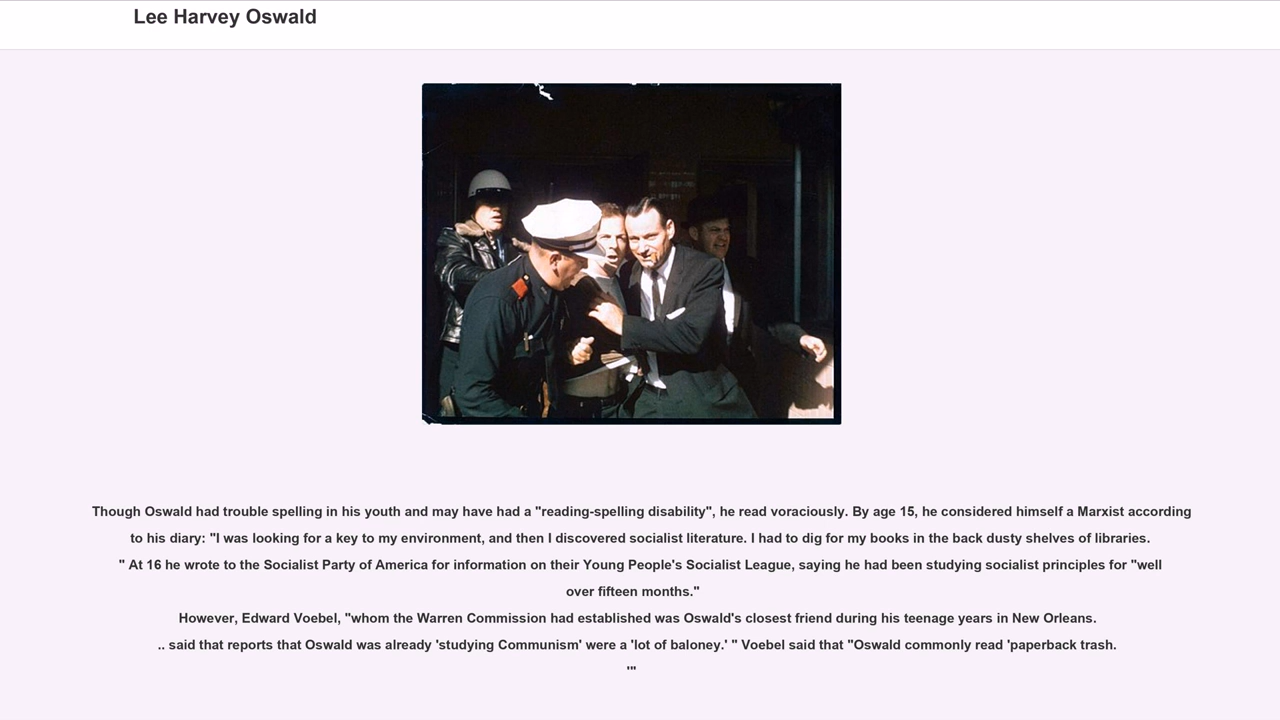 Lee Harvey Oswald
Though Oswald had trouble spelling in his youth and may have had a "reading-spelling disability", he read voraciously. By age 15, he considered himself a Marxist according
to his diary: "I was looking for a key to my environment, and then I discovered socialist literature. I had to dig for my books in the back dusty shelves of libraries.
" At 16 he wrote to the Socialist Party of America for information on their Young People's Socialist League, saying he had been studying socialist principles for "well
over fifteen months."
However, Edward Voebel, "whom the Warren Commission had established was Oswald's closest friend during his teenage years in New Orleans.
.. said that reports that Oswald was already 'studying Communism' were a 'lot of baloney.' " Voebel said that "Oswald commonly read 'paperback trash.
'"